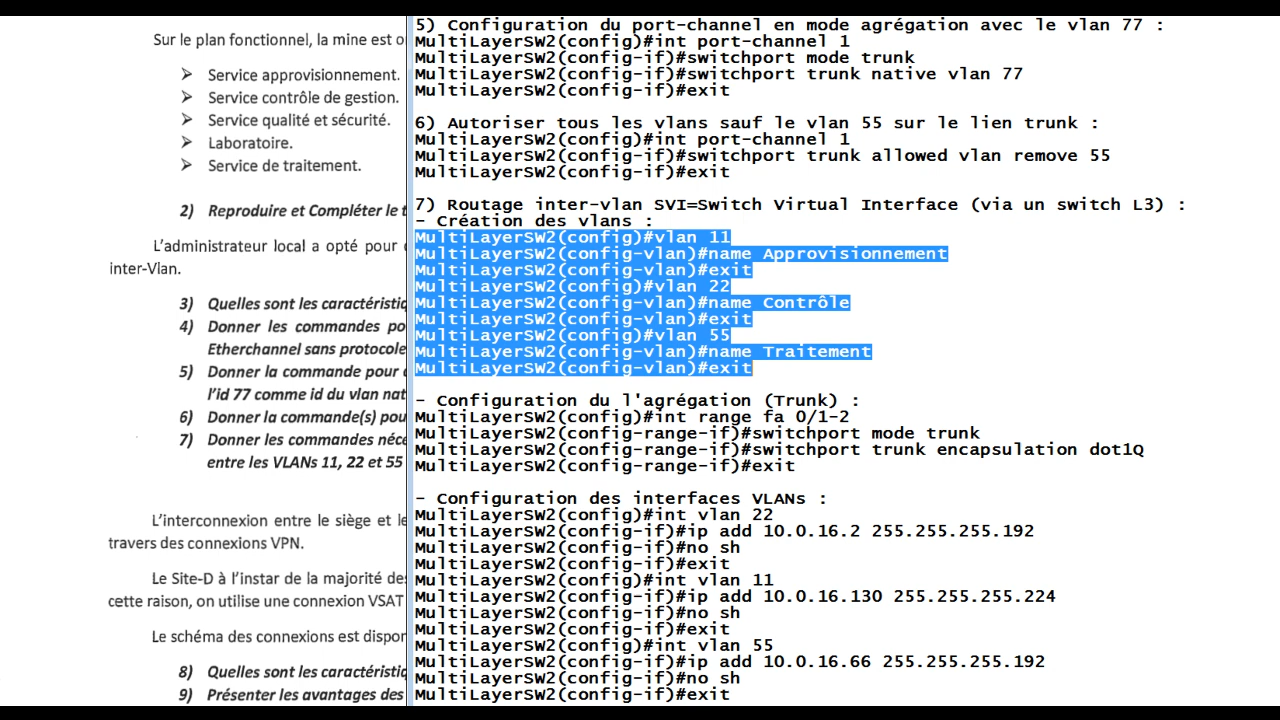 Sur le plan fonctionnel, la mine est o
➢ Service approvisionnement.
➢ Service contrôle de gestion.
➢ Service qualité et sécurité.
➢ Laboratoire.
➢ Service de traitement.
2) Reproduire et Compléter le t
L'administrateur local a opté pour
inter-Vlan.
3) Quelles sont les caractéristiq
4) Donner les commandes po
Etherchannel sans protocole
5) Donner la commande pour
l'id 77 comme id du vlan nat
6) Donner la commande(s) pou
7) Donner les commandes néce
entre les VLANs 11, 22 et 55
L'interconnexion entre le siège et le
travers des connexions VPN.
Le Site-D à l'instar de la majorité des
cette raison, on utilise une connexion VSAT
Le schéma des connexions est dispon
8) Quelles sont les caractéristiq
9) Présenter les avantages des
5) Configuration du port-channel en mode agrégation avec le vlan 77 :
MultiLayerSW2(config)#int port-channel 1
MultiLayerSW2(config-if)#switchport mode trunk
MultiLayerSW2(config-if)#switchport trunk native vlan 77
MultiLayerSW2(config-if)#exit
6) Autoriser tous les vlans sauf le vlan 55 sur le lien trunk :
MultiLayerSW2(config)#int port-channel 1
MultiLayerSW2(config-if)#switchport trunk allowed vlan remove 55
MultiLayerSW2(config-if)#exit
7) Routage inter-vlan SVI=Switch Virtual Interface (via un switch L3) :
- Création des vlans :
MultiLayerSW2(config)#vlan 11
MultiLayerSW2(config-vlan)#name Approvisionnement
MultiLayerSW2(config-vlan)#exit
MultiLayerSW2(config)#vlan 22
MultiLayerSW2(config-vlan)#name Contrôle
MultiLayerSW2(config-vlan)#exit
MultiLayerSW2(config)#vlan 55
MultiLayerSW2(config-vlan)#name Traitement
MultiLayerSW2(config-vlan)#exit
- Configuration du l'agrégation (Trunk) :
MultiLayerSW2(config)#int range fa 0/1-2
MultiLayerSW2(config-range-if)#switchport mode trunk
MultiLayerSW2(config-range-if)#switchport trunk encapsulation dot1Q
MultiLayerSW2(config-range-if)#exit
- Configuration des interfaces VLANs :
MultiLayerSW2(config)#int vlan 22
MultiLayerSW2(config-if)#ip add 10.0.16.2 255.255.255.192
MultiLayerSW2(config-if)#no sh
MultiLayerSW2(config-if)#exit
MultiLayerSW2(config)#int vlan 11
MultiLayerSW2(config-if)#ip add 10.0.16.130 255.255.255.224
MultiLayerSW2(config-if)#no sh
MultiLayerSW2(config-if)#exit
MultiLayerSW2(config-if)#int vlan 55
MultiLayerSW2(config-if)#ip add 10.0.16.66 255.255.255.192
MultiLayerSW2(config-if)#no sh
MultiLayerSW2(config-if)#exit